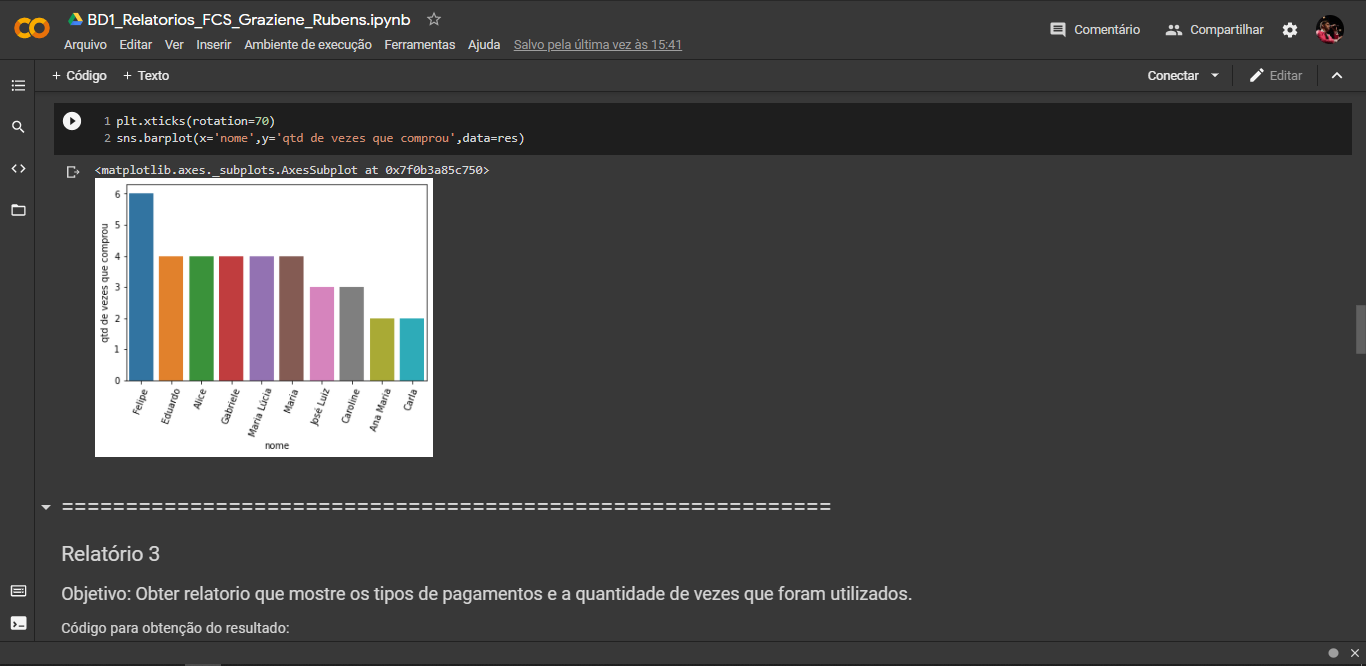 BD1_Relatorios_FCS_Graziene_Rubens.ipynb
Comentário
Compartilhar
Arquivo Editar Ver Inserir Ambiente de execução Ferramentas Ajuda Salvo pela última vez às 15:41
+ Código + Texto
Conectar
Editar
1 plt.xticks(rotation=70)
2 sns.barplot(x='nome',y='qtd de vezes que comprou',data=res)
<matplotlib.axes._subplots.AxesSubplot at 0x7f0b3a85c750>
qtd de vezes que comprou
6
5
4
3
2
1
0
Felipe Eduardo Alice Gabriele Maria Lúcia Maria José Luiz Caroline Ana Maria Carla
nome
============================================================
Relatório 3
Objetivo: Obter relatorio que mostre os tipos de pagamentos e a quantidade de vezes que foram utilizados.
Código para obtenção do resultado: